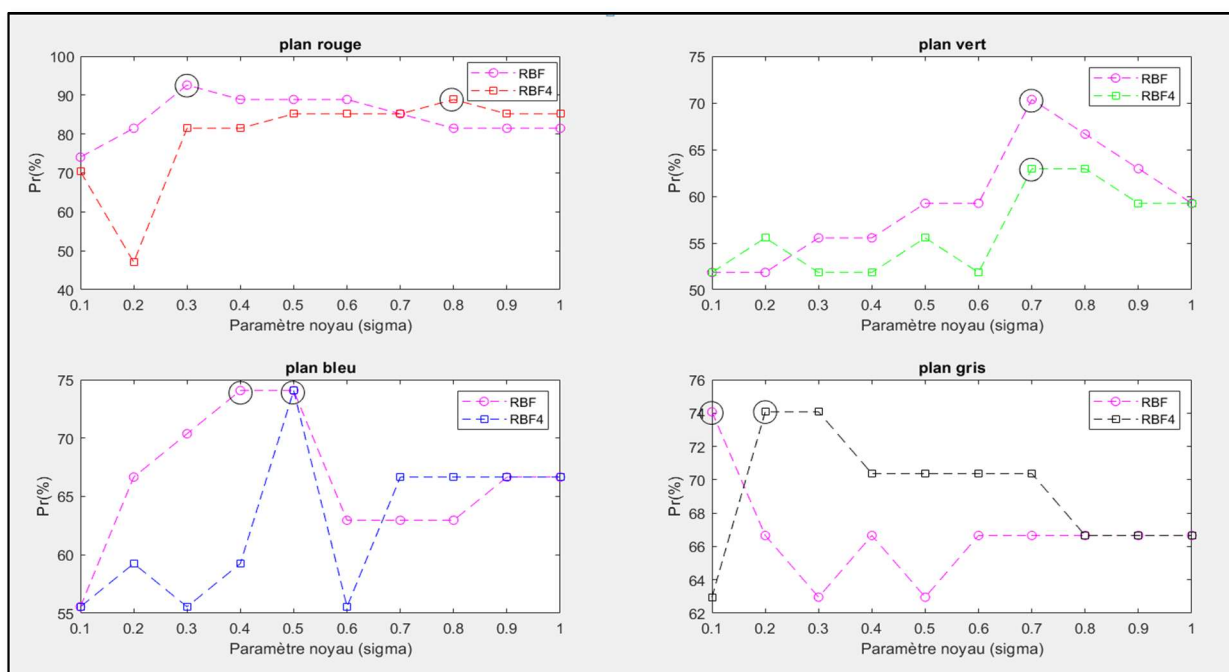 plan rouge
100
90
80
70
60
50
40
Pr(%)
RBF
RBF4
0.1 0.2 0.3 0.4 0.5 0.6 0.7 0.8 0.9 1
Paramètre noyau (sigma)
plan vert
75
70
65
60
55
50
Pr(%)
RBF
RBF4
0.1 0.2 0.3 0.4 0.5 0.6 0.7 0.8 0.9 1
Paramètre noyau (sigma)
plan bleu
75
70
65
60
55
Pr(%)
RBF
RBF4
0.1 0.2 0.3 0.4 0.5 0.6 0.7 0.8 0.9 1
Paramètre noyau (sigma)
plan gris
76
74
72
70
68
66
64
62
Pr(%)
RBF
RBF4
0.1 0.2 0.3 0.4 0.5 0.6 0.7 0.8 0.9 1
Paramètre noyau (sigma)